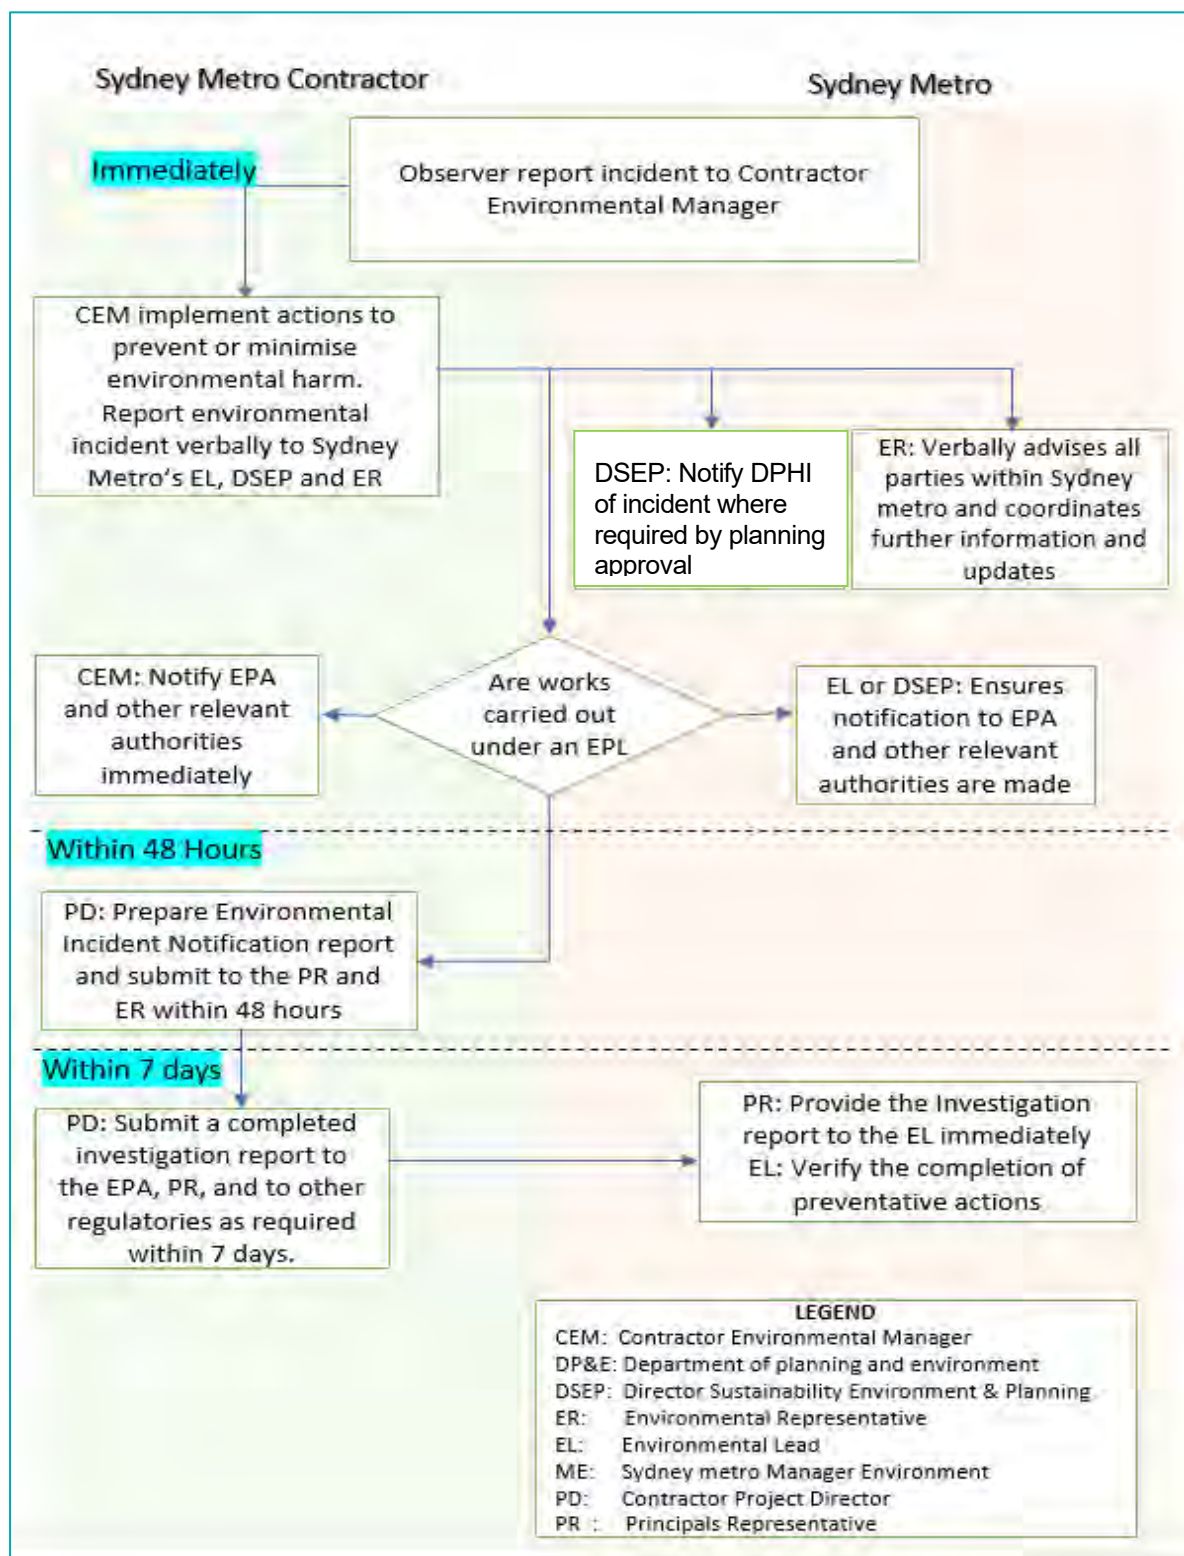 Sydney Metro Contractor
Sydney Metro
Immediately
Observer report incident to Contractor
Environmental Manager
CEM implement actions to
prevent or minimise
environmental harm.
Report environmental
incident verbally to Sydney
Metro's EL, DSEP and ER
DSEP: Notify DPHI
of incident where
required by planning
approval
ER: Verbally advises all
parties within Sydney
metro and coordinates
further information and
updates
CEM: Notify EPA
and other relevant
authorities
immediately
Are works
carried out
under an EPL
EL or DSEP: Ensures
notification to EPA
and other relevant
authorities are made
Within 48 Hours
PD: Prepare Environmental
Incident Notification report
and submit to the PR and
ER within 48 hours
Within 7 days
PD: Submit a completed
investigation report to
the EPA, PR, and to other
regulatories as required
within 7 days.
PR: Provide the Investigation
report to the EL immediately
EL: Verify the completion of
preventative actions
LEGEND
CEM: Contractor Environmental Manager
DP&E: Department of planning and environment
DSEP: Director Sustainability Environment & Planning
ER: Environmental Representative
EL: Environmental Lead
ME: Sydney metro Manager Environment
PD: Contractor Project Director
PR : Principals Representative